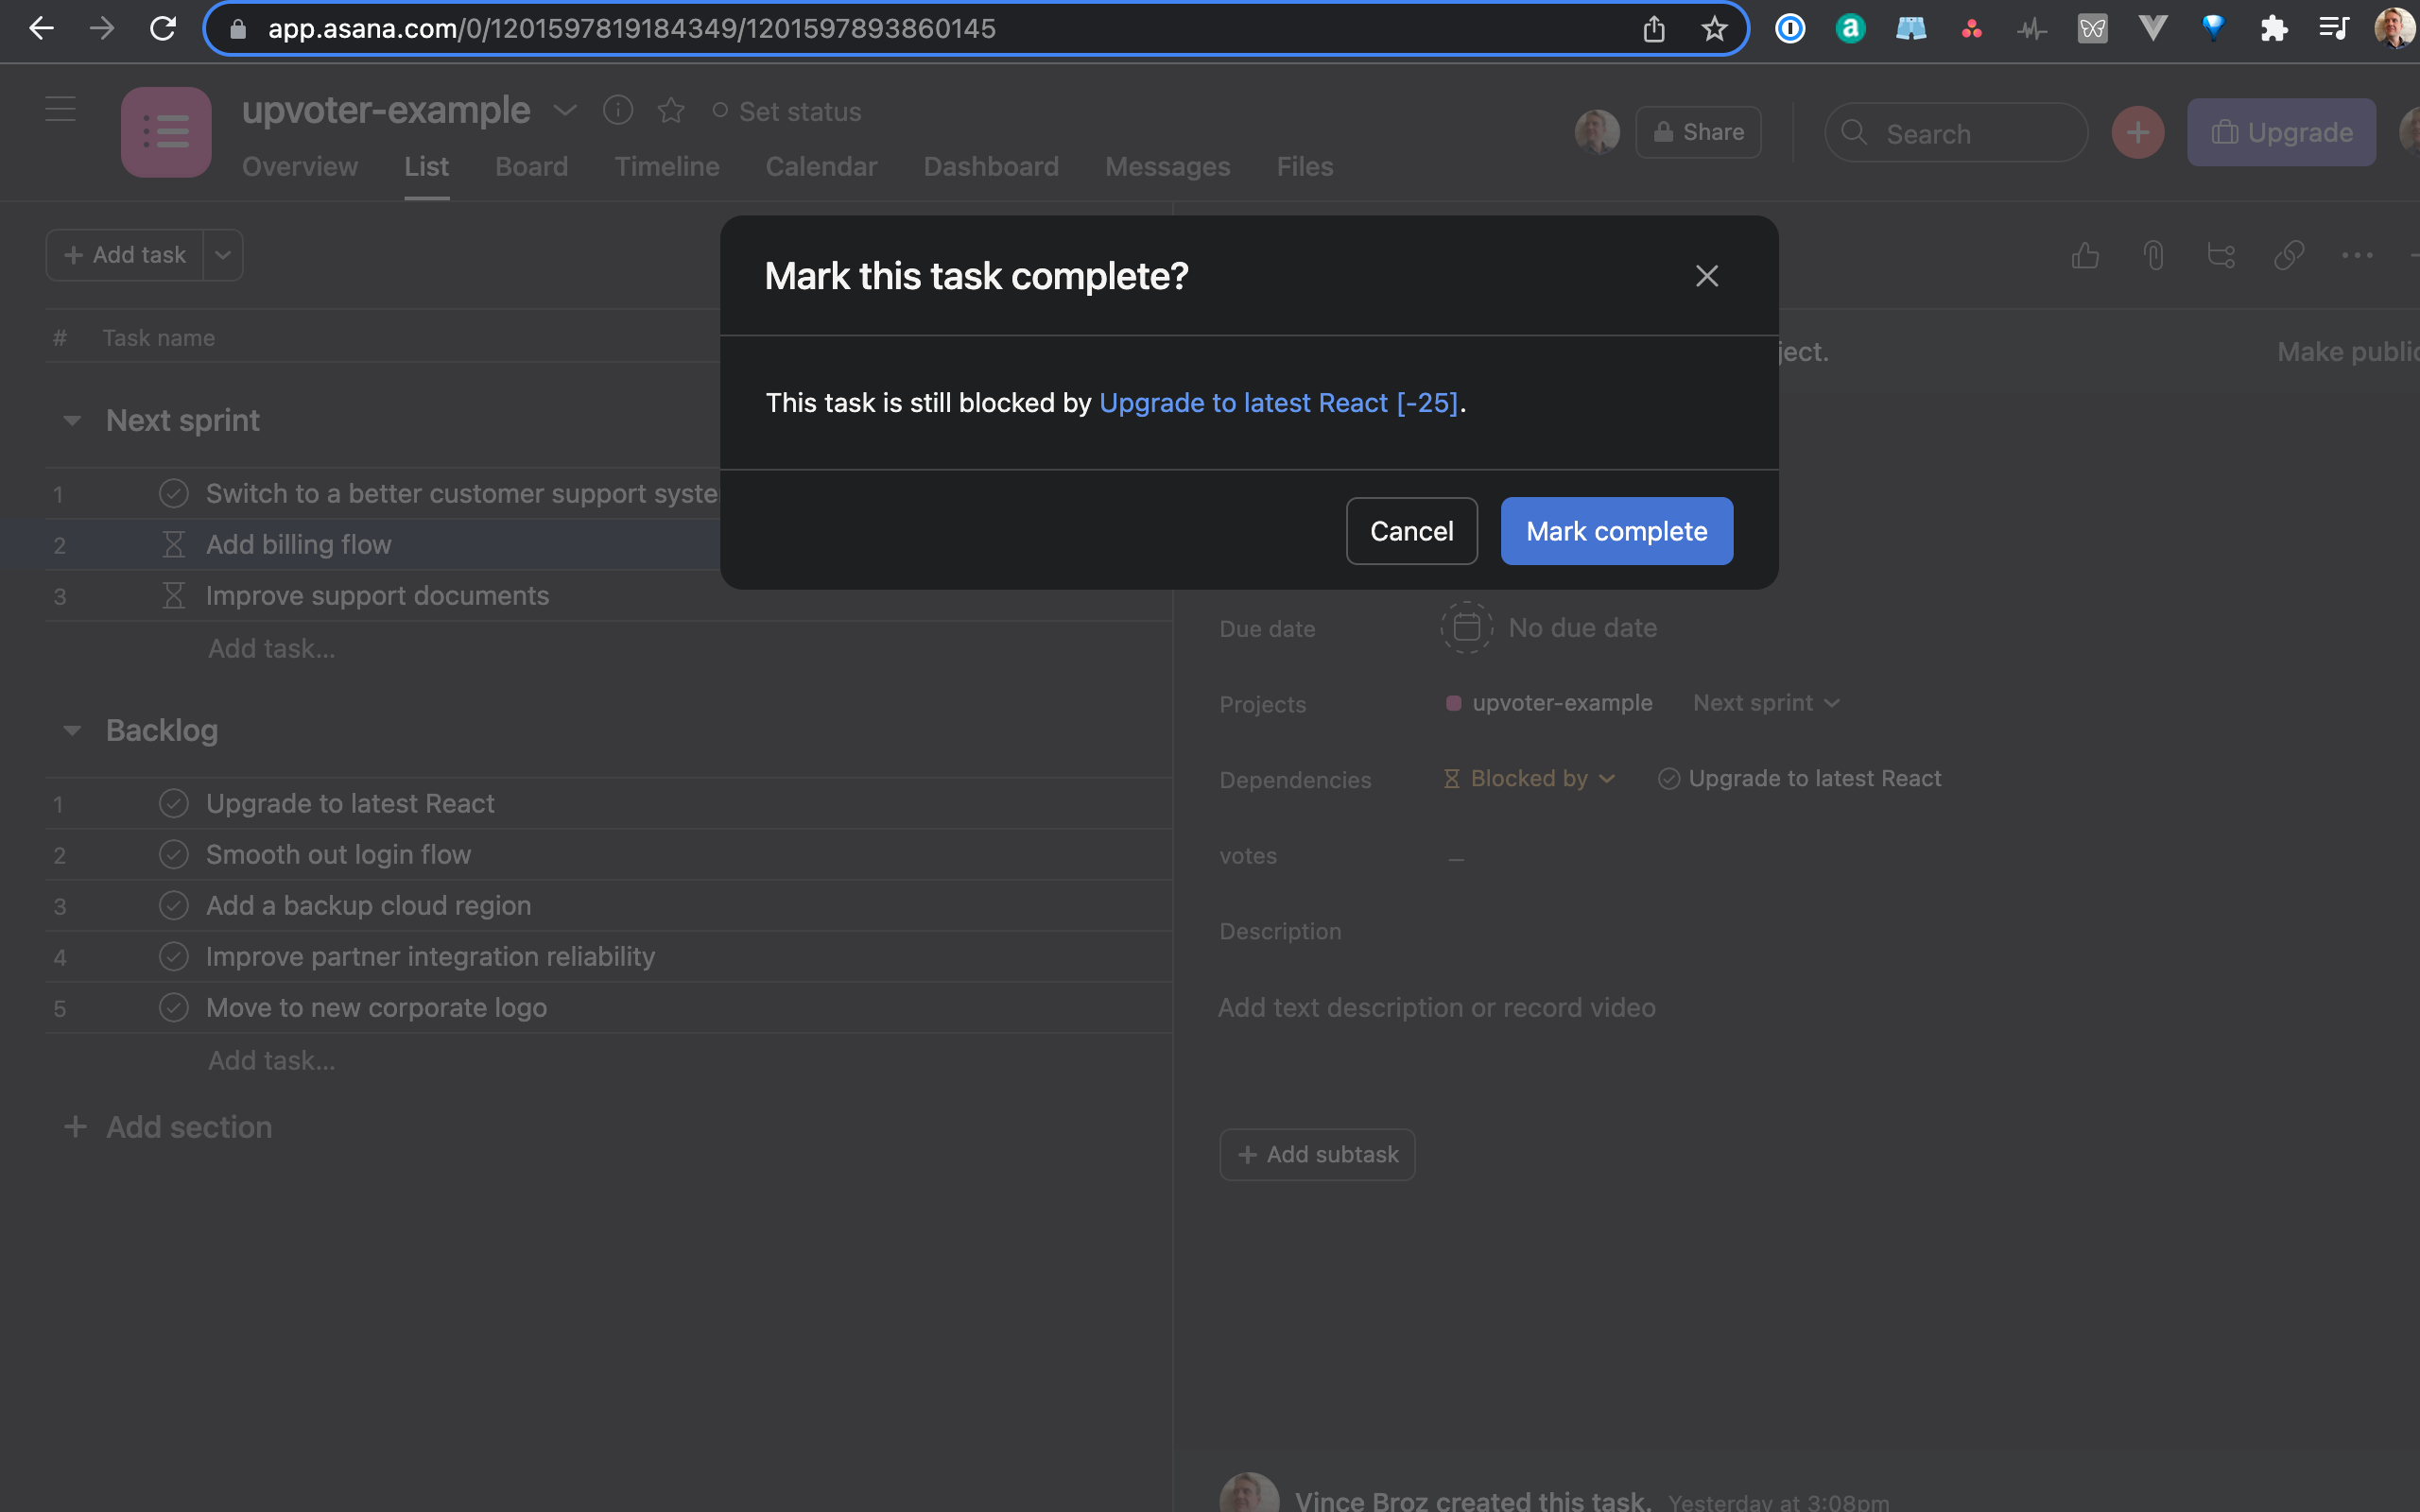 app.asana.com/0/1201597819184349/1201597893860145
upvoter-example
Set status
Share
Search
Upgrade
Overview List Board Timeline Calendar Dashboard Messages Files
Add task
# Task name
Next sprint
1 Switch to a better customer support syste
2 Add billing flow
3 Improve support documents
Add task...
Backlog
1 Upgrade to latest React
2 Smooth out login flow
3 Add a backup cloud region
4 Improve partner integration reliability
5 Move to new corporate logo
Add task...
Add section
Mark this task complete?
This task is still blocked by Upgrade to latest React [-25].
Cancel Mark complete
ject. Make public
Due date No due date
Projects upvoter-example Next sprint
Dependencies Blocked by Upgrade to latest React
votes —
Description
Add text description or record video
Add subtask
Vince Broz created this task. Yesterday at 3:08pm